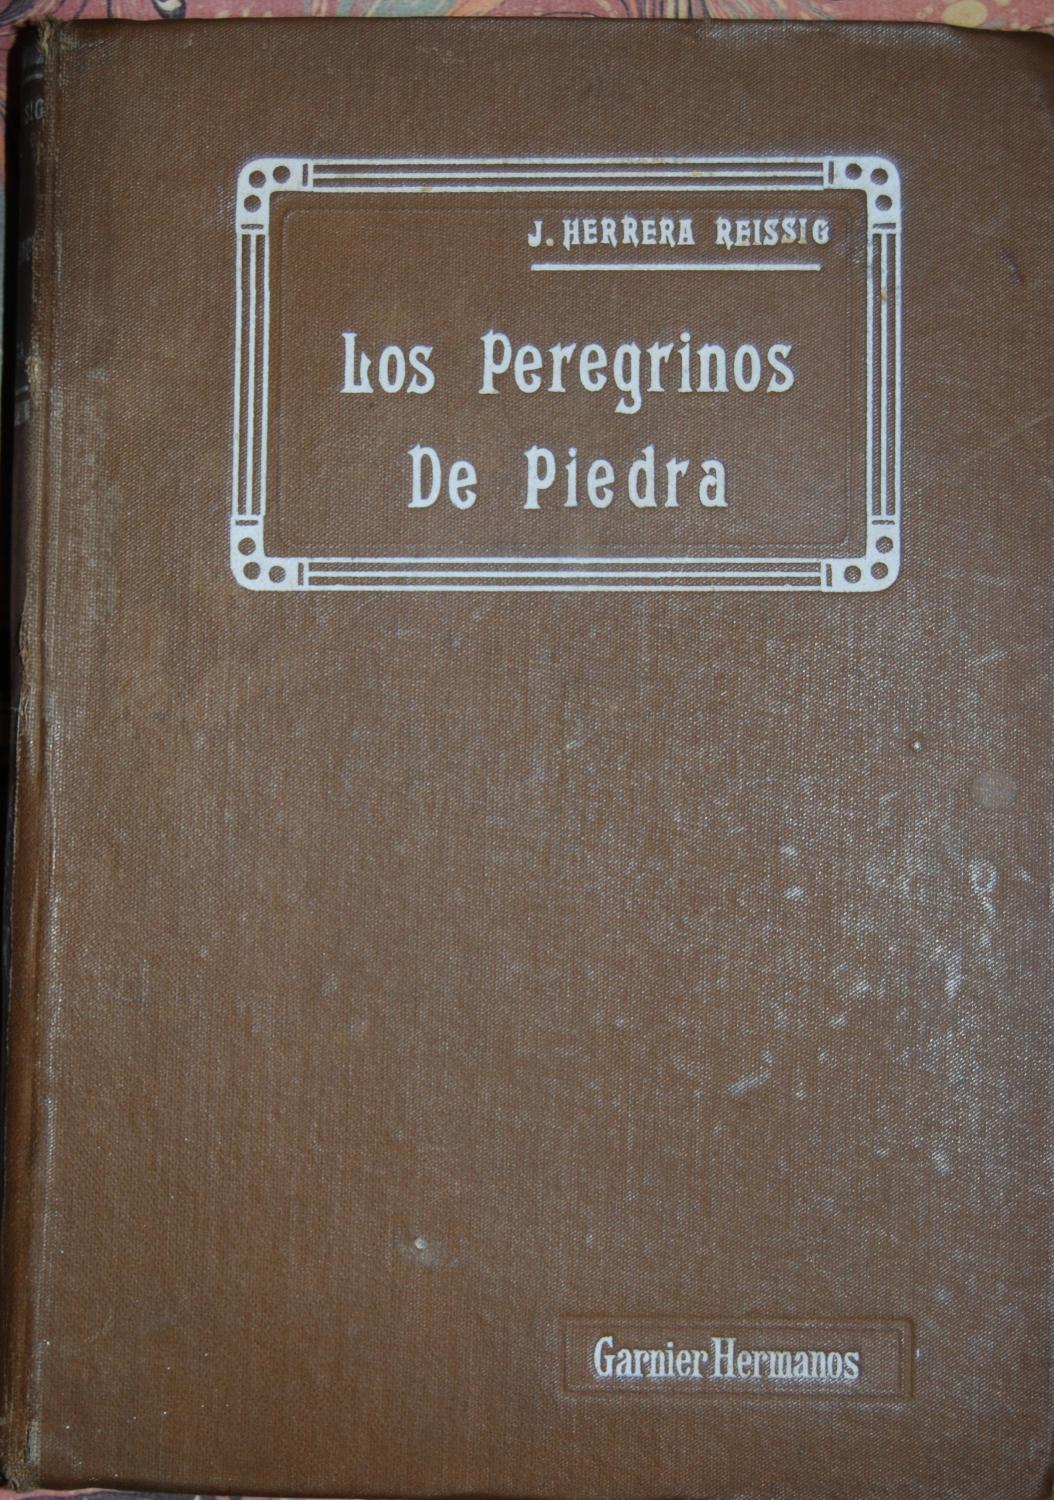 J. HERRERA REISSIG
Los Peregrinos
De Piedra
Garnier Hermanos